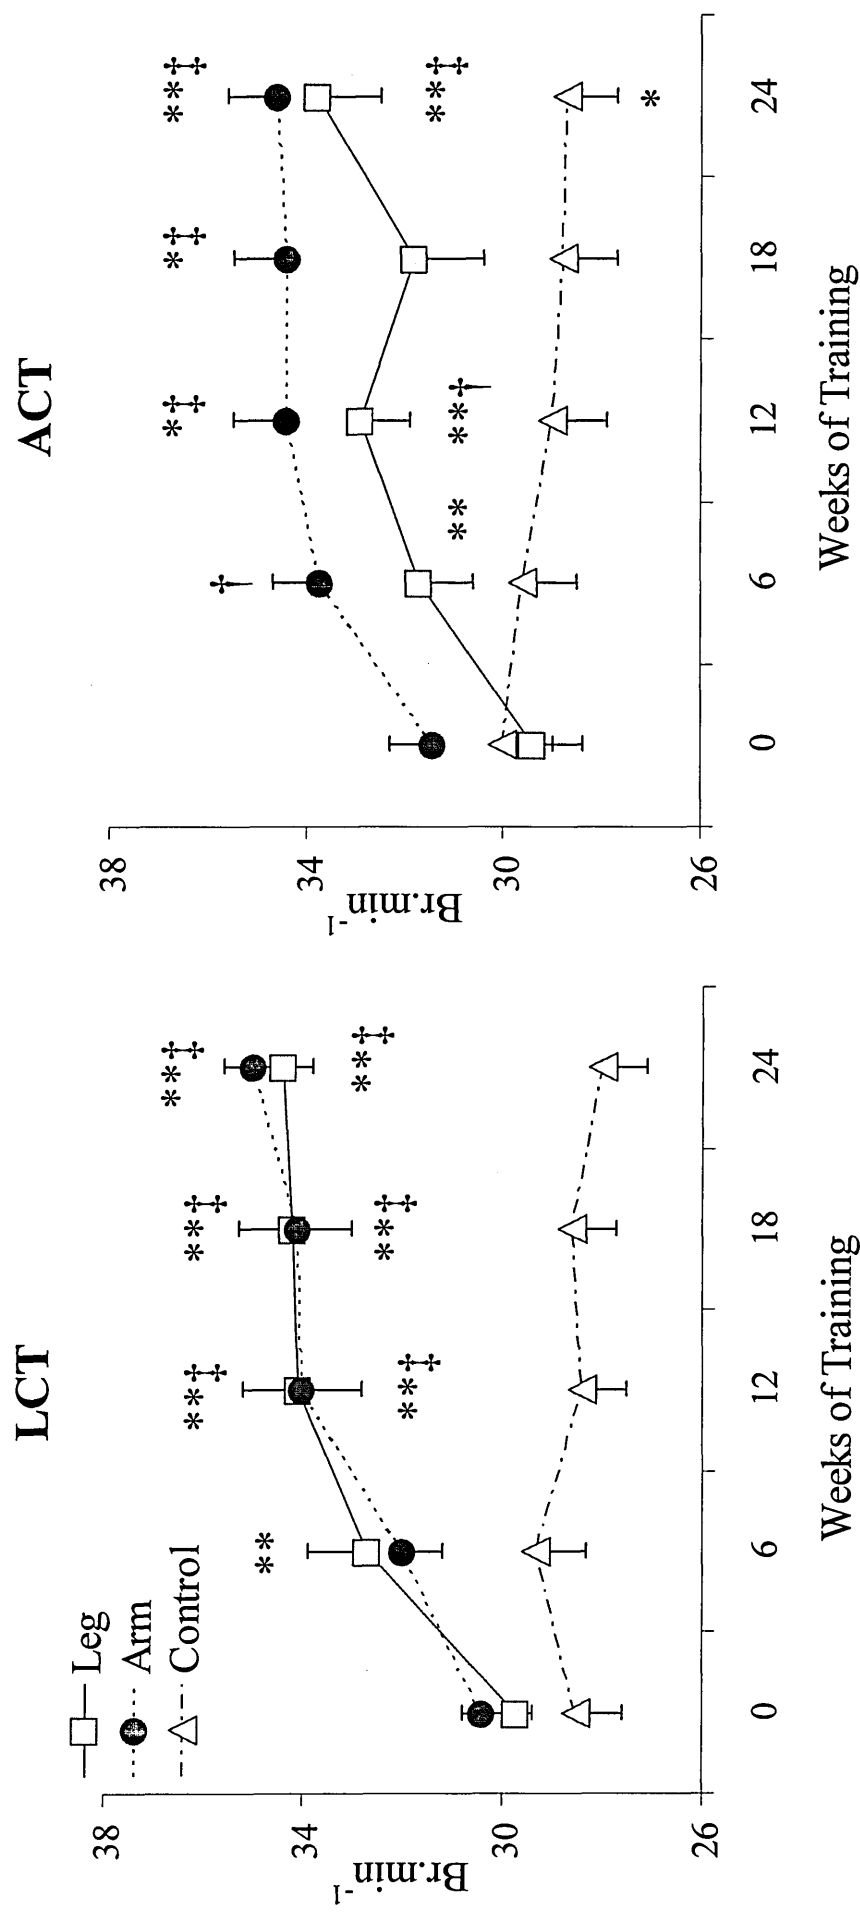 LCT
Leg
Arm
Control
38
34
30
26
Br.min⁻¹
**
**‡
**‡
**‡
**‡
**‡
**‡
0 6 12 18 24
Weeks of Training
ACT
38
34
30
26
Br.min⁻¹
†
*‡
*‡
**‡
**
**†
**‡
*
0 6 12 18 24
Weeks of Training